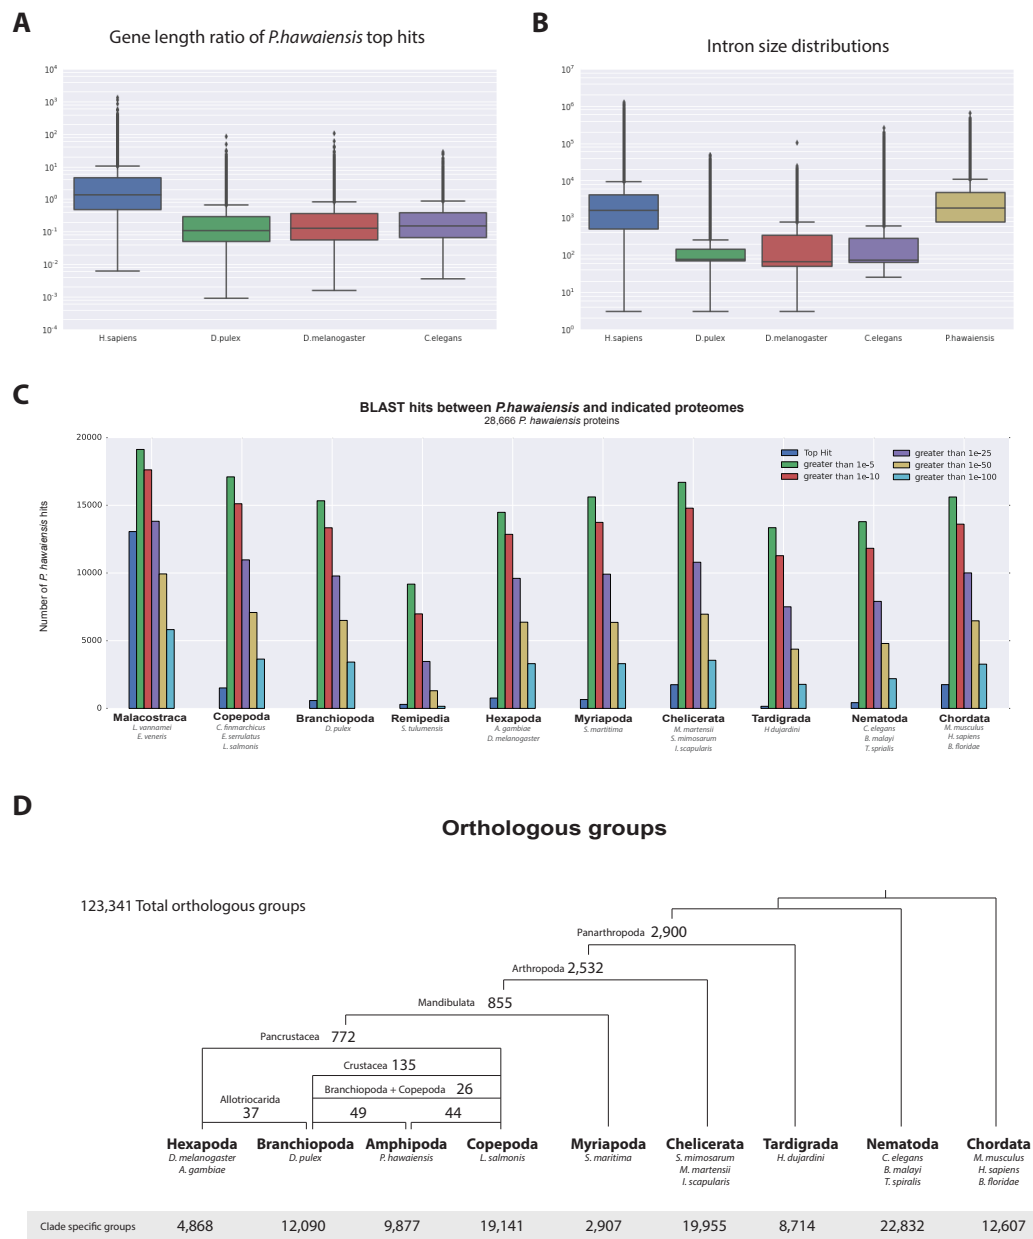 A
Gene length ratio of P.hawaiensis top hits
10^4
10^3
10^2
10^1
10^0
10^-1
10^-2
10^-3
10^-4
H.sapiens
D.pulex
D.melanogaster
C.elegans
B
Intron size distributions
10^7
10^6
10^5
10^4
10^3
10^2
10^1
10^0
H.sapiens
D.pulex
D.melanogaster
C.elegans
P.hawaiensis
C
BLAST hits between P.hawaiensis and indicated proteomes
28,666 P. hawaiensis proteins
Number of P. hawaiensis hits
20000
15000
10000
5000
0
Top Hit
greater than 1e-5
greater than 1e-10
greater than 1e-25
greater than 1e-50
greater than 1e-100
Malacostraca
L. vannamei
E. veneris
Copepoda
C. finmarchicus
E. serrulatus
L. salmonis
Branchiopoda
D. pulex
Remipedia
S. tulumensis
Hexapoda
A. gambiae
D. melanogaster
Myriapoda
S. martitima
Chelicerata
M. martensii
S. mimosarum
I. scapularis
Tardigrada
H dujardini
Nematoda
C. elegans
B. malayi
T. sprialis
Chordata
M. musculus
H. sapiens
B. floridae
D
Orthologous groups
123,341 Total orthologous groups
Panarthropoda 2,900
Arthropoda 2,532
Mandibulata 855
Pancrustacea 772
Crustacea 135
Branchiopoda + Copepoda 26
Allotriocarida
37
49
44
Hexapoda
D. melanogaster
A. gambiae
Branchiopoda
D. pulex
Amphipoda
P. hawaiensis
Copepoda
L. salmonis
Myriapoda
S. maritima
Chelicerata
S. mimosarum
M. martensii
I. scapularis
Tardigrada
H. dujardini
Nematoda
C. elegans
B. malayi
T. spiralis
Chordata
M. musculus
H. sapiens
B. floridae
Clade specific groups 4,868 12,090 9,877 19,141 2,907 19,955 8,714 22,832 12,607